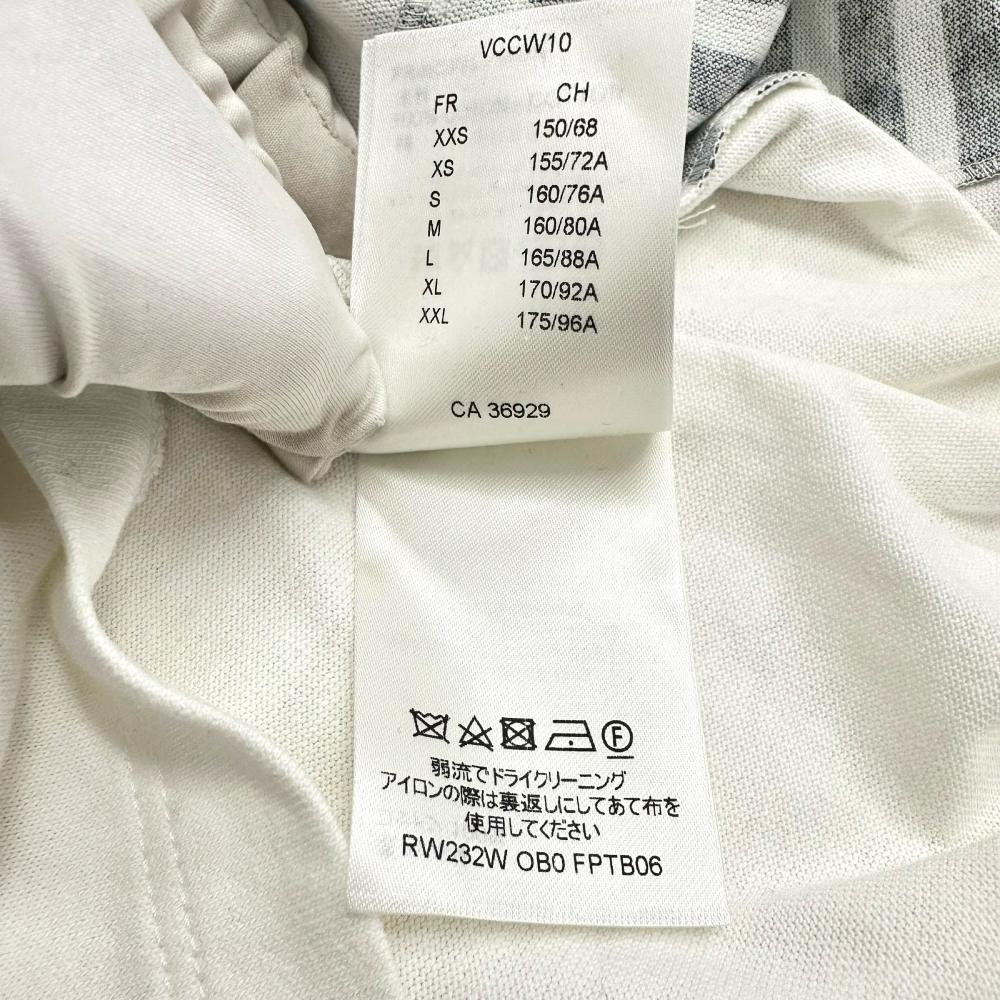 VCCW10
FR CH
XXS 150/68
XS 155/72A
S 160/76A
M 160/80A
L 165/88A
XL 170/92A
XXL 175/96A
CA 36929
F
弱流でドライクリーニング
アイロンの際は裏返しにしてあて布を
使用してください
RW232W OB0 FPTB06